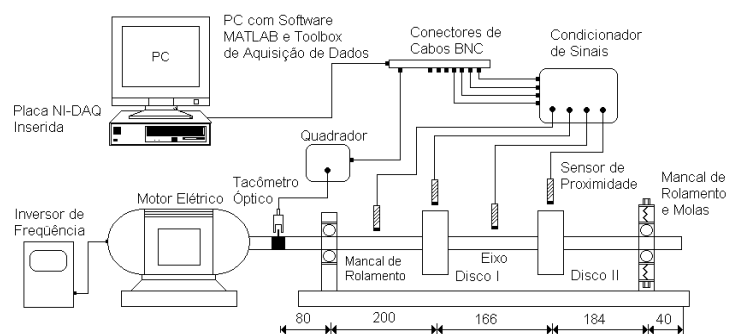 PC com Software
MATLAB e Toolbox
de Aquisição de Dados
Conectores de
Cabos BNC
Condicionador
de Sinais
PC
Placa NI-DAQ
Inserida
Quadrador
Tacômetro
Óptico
Sensor de
Proximidade
Mancal de
Rolamento
e Molas
Motor Elétrico
Inversor de
Freqüência
Mancal de
Rolamento
Eixo
Disco I
Disco II
80
200
166
184
40